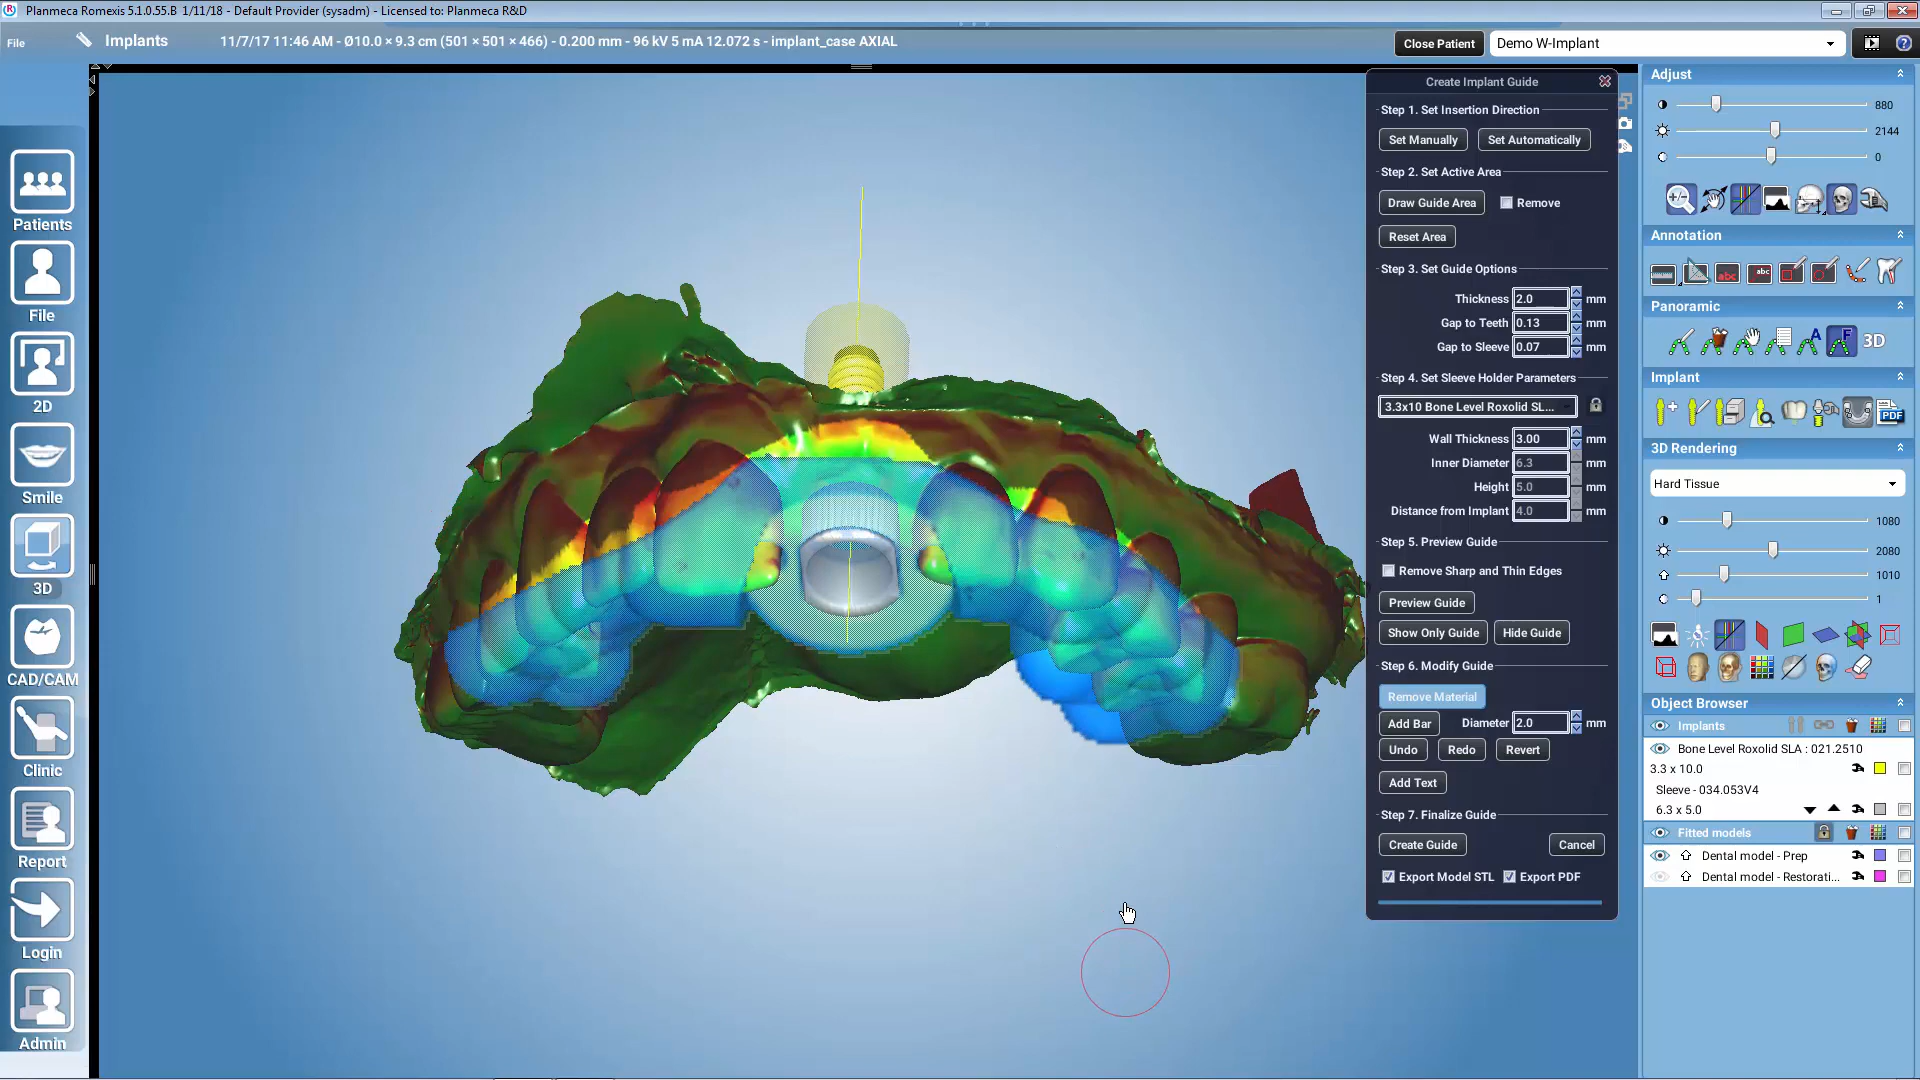 Planmeca Romexis 5.1.0.55.B 1/11/18 - Default Provider (sysadm) - Licensed to: Planmeca R&D
File
Implants
11/7/17 11:46 AM - Ø10.0 × 9.3 cm (501 × 501 × 466) - 0.200 mm - 96 kV 5 mA 12.072 s - implant_case AXIAL
Close Patient
Demo W-Implant
Patients
File
2D
Smile
3D
CAD/CAM
Clinic
Report
Login
Admin
Create Implant Guide
Step 1. Set Insertion Direction
Set Manually
Set Automatically
Step 2. Set Active Area
Draw Guide Area
Remove
Reset Area
Step 3. Set Guide Options
Thickness 2.0 mm
Gap to Teeth 0.13 mm
Gap to Sleeve 0.07 mm
Step 4. Set Sleeve Holder Parameters
3.3x10 Bone Level Roxolid SL...
Wall Thickness 3.00 mm
Inner Diameter 6.3 mm
Height 5.0 mm
Distance from Implant 4.0 mm
Step 5. Preview Guide
Remove Sharp and Thin Edges
Preview Guide
Show Only Guide
Hide Guide
Step 6. Modify Guide
Remove Material
Add Bar
Diameter 2.0 mm
Undo
Redo
Revert
Add Text
Step 7. Finalize Guide
Create Guide
Cancel
Export Model STL
Export PDF
Adjust
880
2144
0
Annotation
abc
abc
Panoramic
A
F
3D
Implant
PDF
3D Rendering
Hard Tissue
1080
2080
1010
1
Object Browser
Implants
Bone Level Roxolid SLA : 021.2510
3.3 x 10.0
Sleeve - 034.053V4
6.3 x 5.0
Fitted models
Dental model - Prep
Dental model - Restorati...